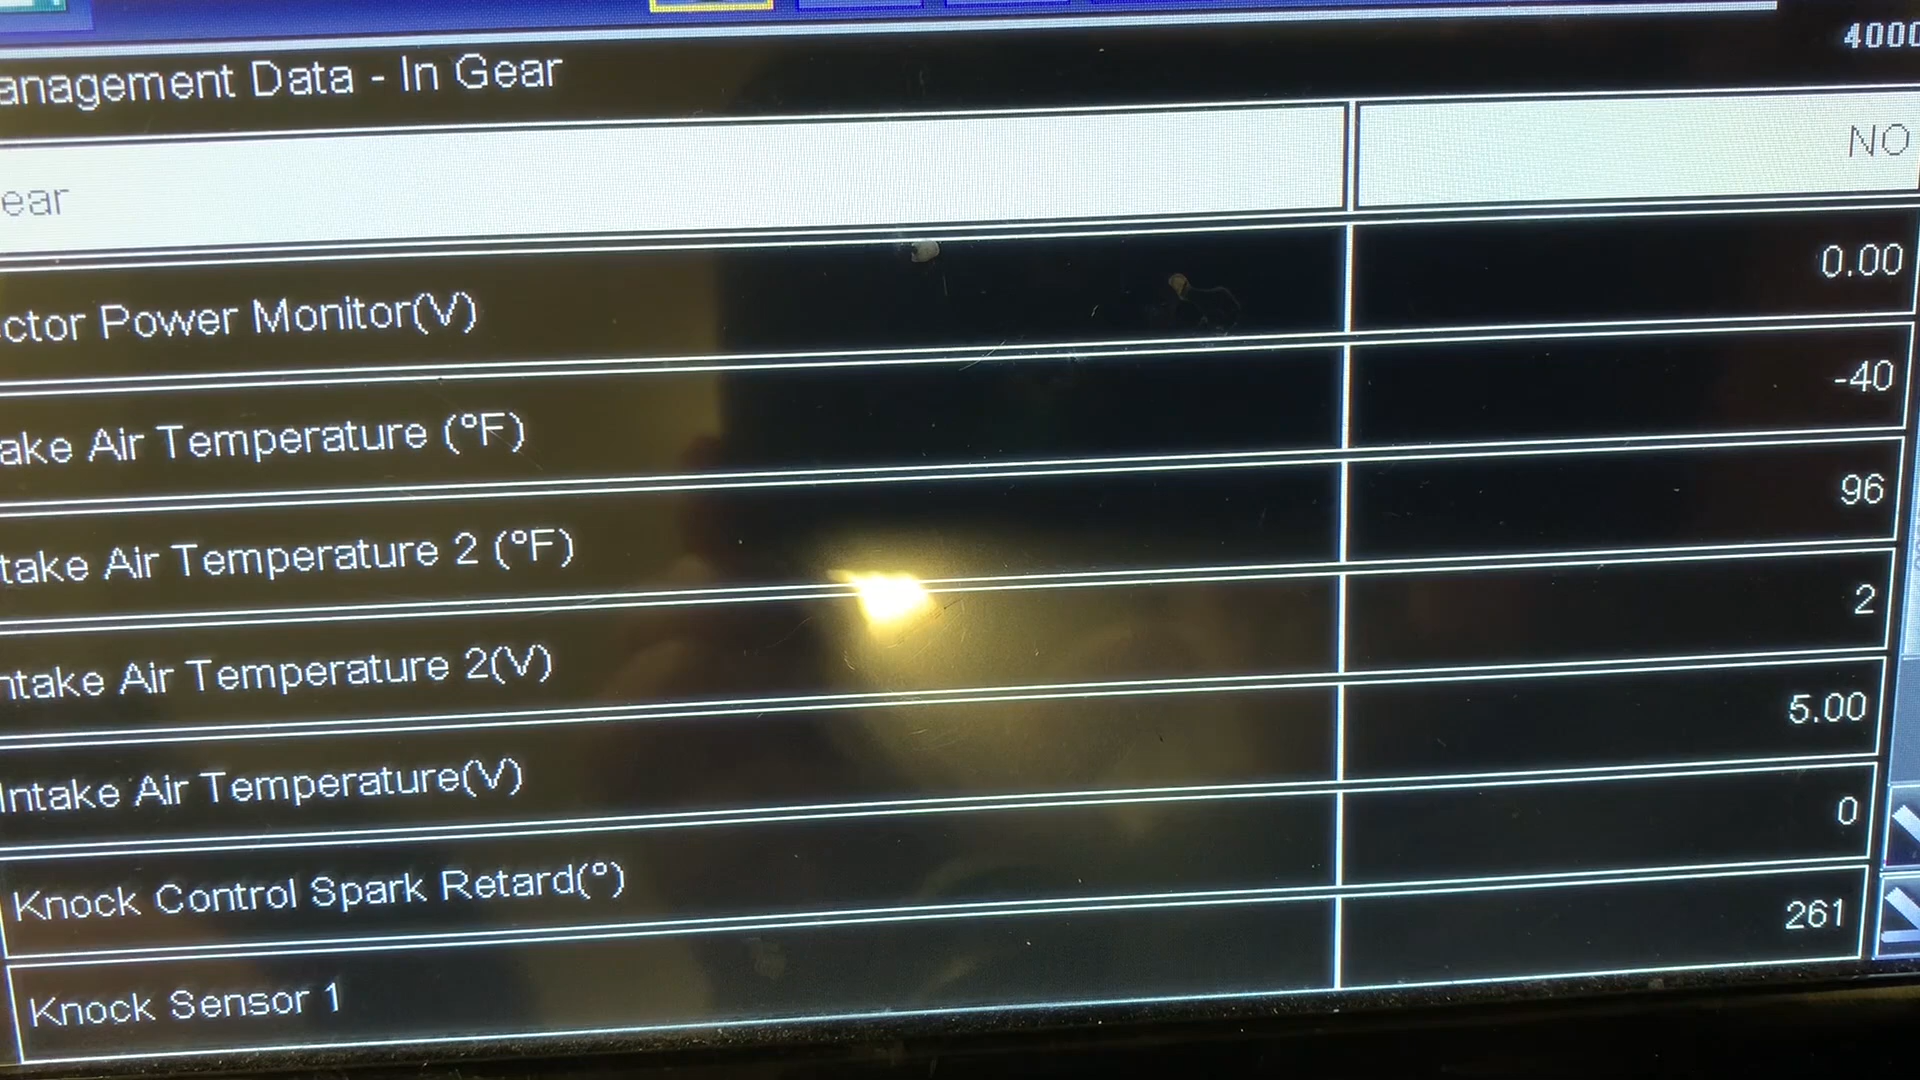 4000
anagement Data - In Gear
ear NO
ctor Power Monitor(V) 0.00
ake Air Temperature (°F) -40
take Air Temperature 2 (°F) 96
ntake Air Temperature 2(V) 2
Intake Air Temperature(V) 5.00
Knock Control Spark Retard(°) 0
Knock Sensor 1 261